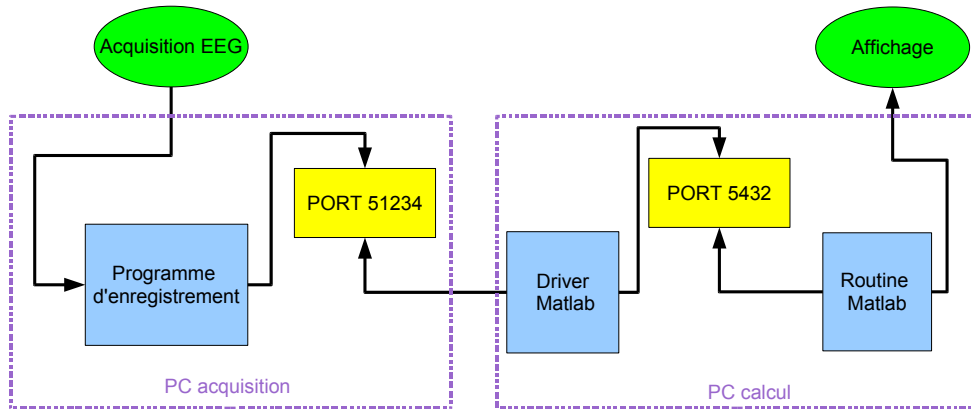 Acquisition EEG
Affichage
PORT 51234
PORT 5432
Programme
d'enregistrement
Driver
Matlab
Routine
Matlab
PC acquisition
PC calcul